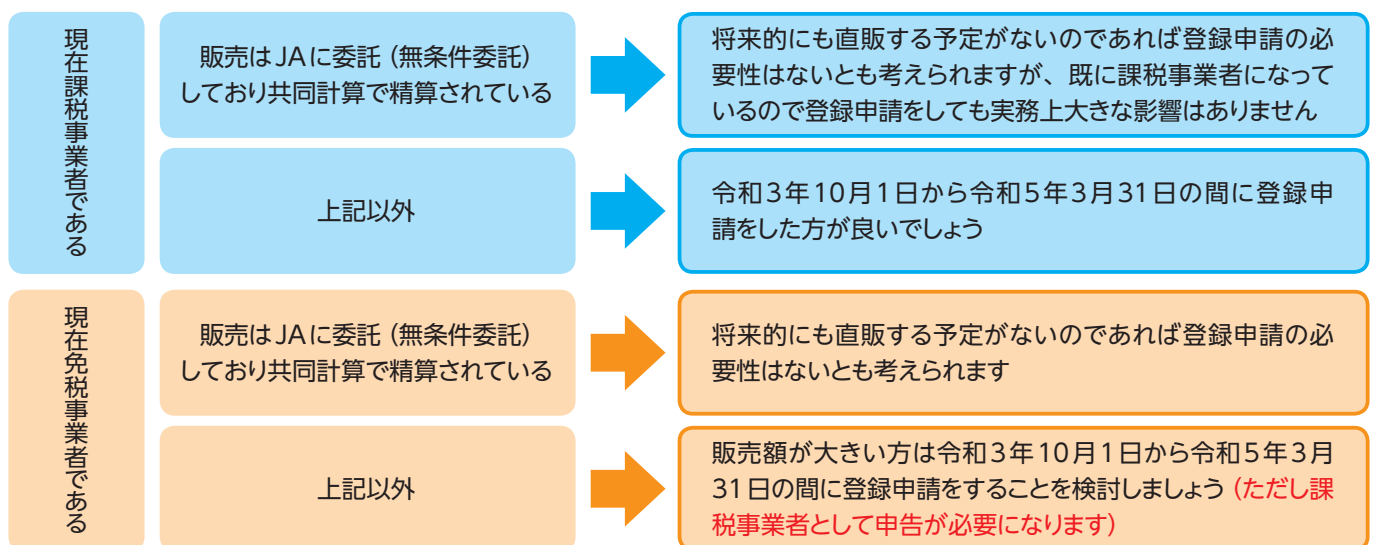 現在課税事業者である
販売はJAに委託（無条件委託）
しており共同計算で精算されている
将来的にも直販する予定がないのであれば登録申請の必
要性はないとも考えられますが、既に課税事業者になって
いるので登録申請をしても実務上大きな影響はありません
上記以外
令和3年10月1日から令和5年3月31日の間に登録申
請をした方が良いでしょう
現在免税事業者である
販売はJAに委託（無条件委託）
しており共同計算で精算されている
将来的にも直販する予定がないのであれば登録申請の必
要性はないとも考えられます
上記以外
販売額が大きい方は令和3年10月1日から令和5年3月
31日の間に登録申請をすることを検討しましょう（ただし課
税事業者として申告が必要になります）